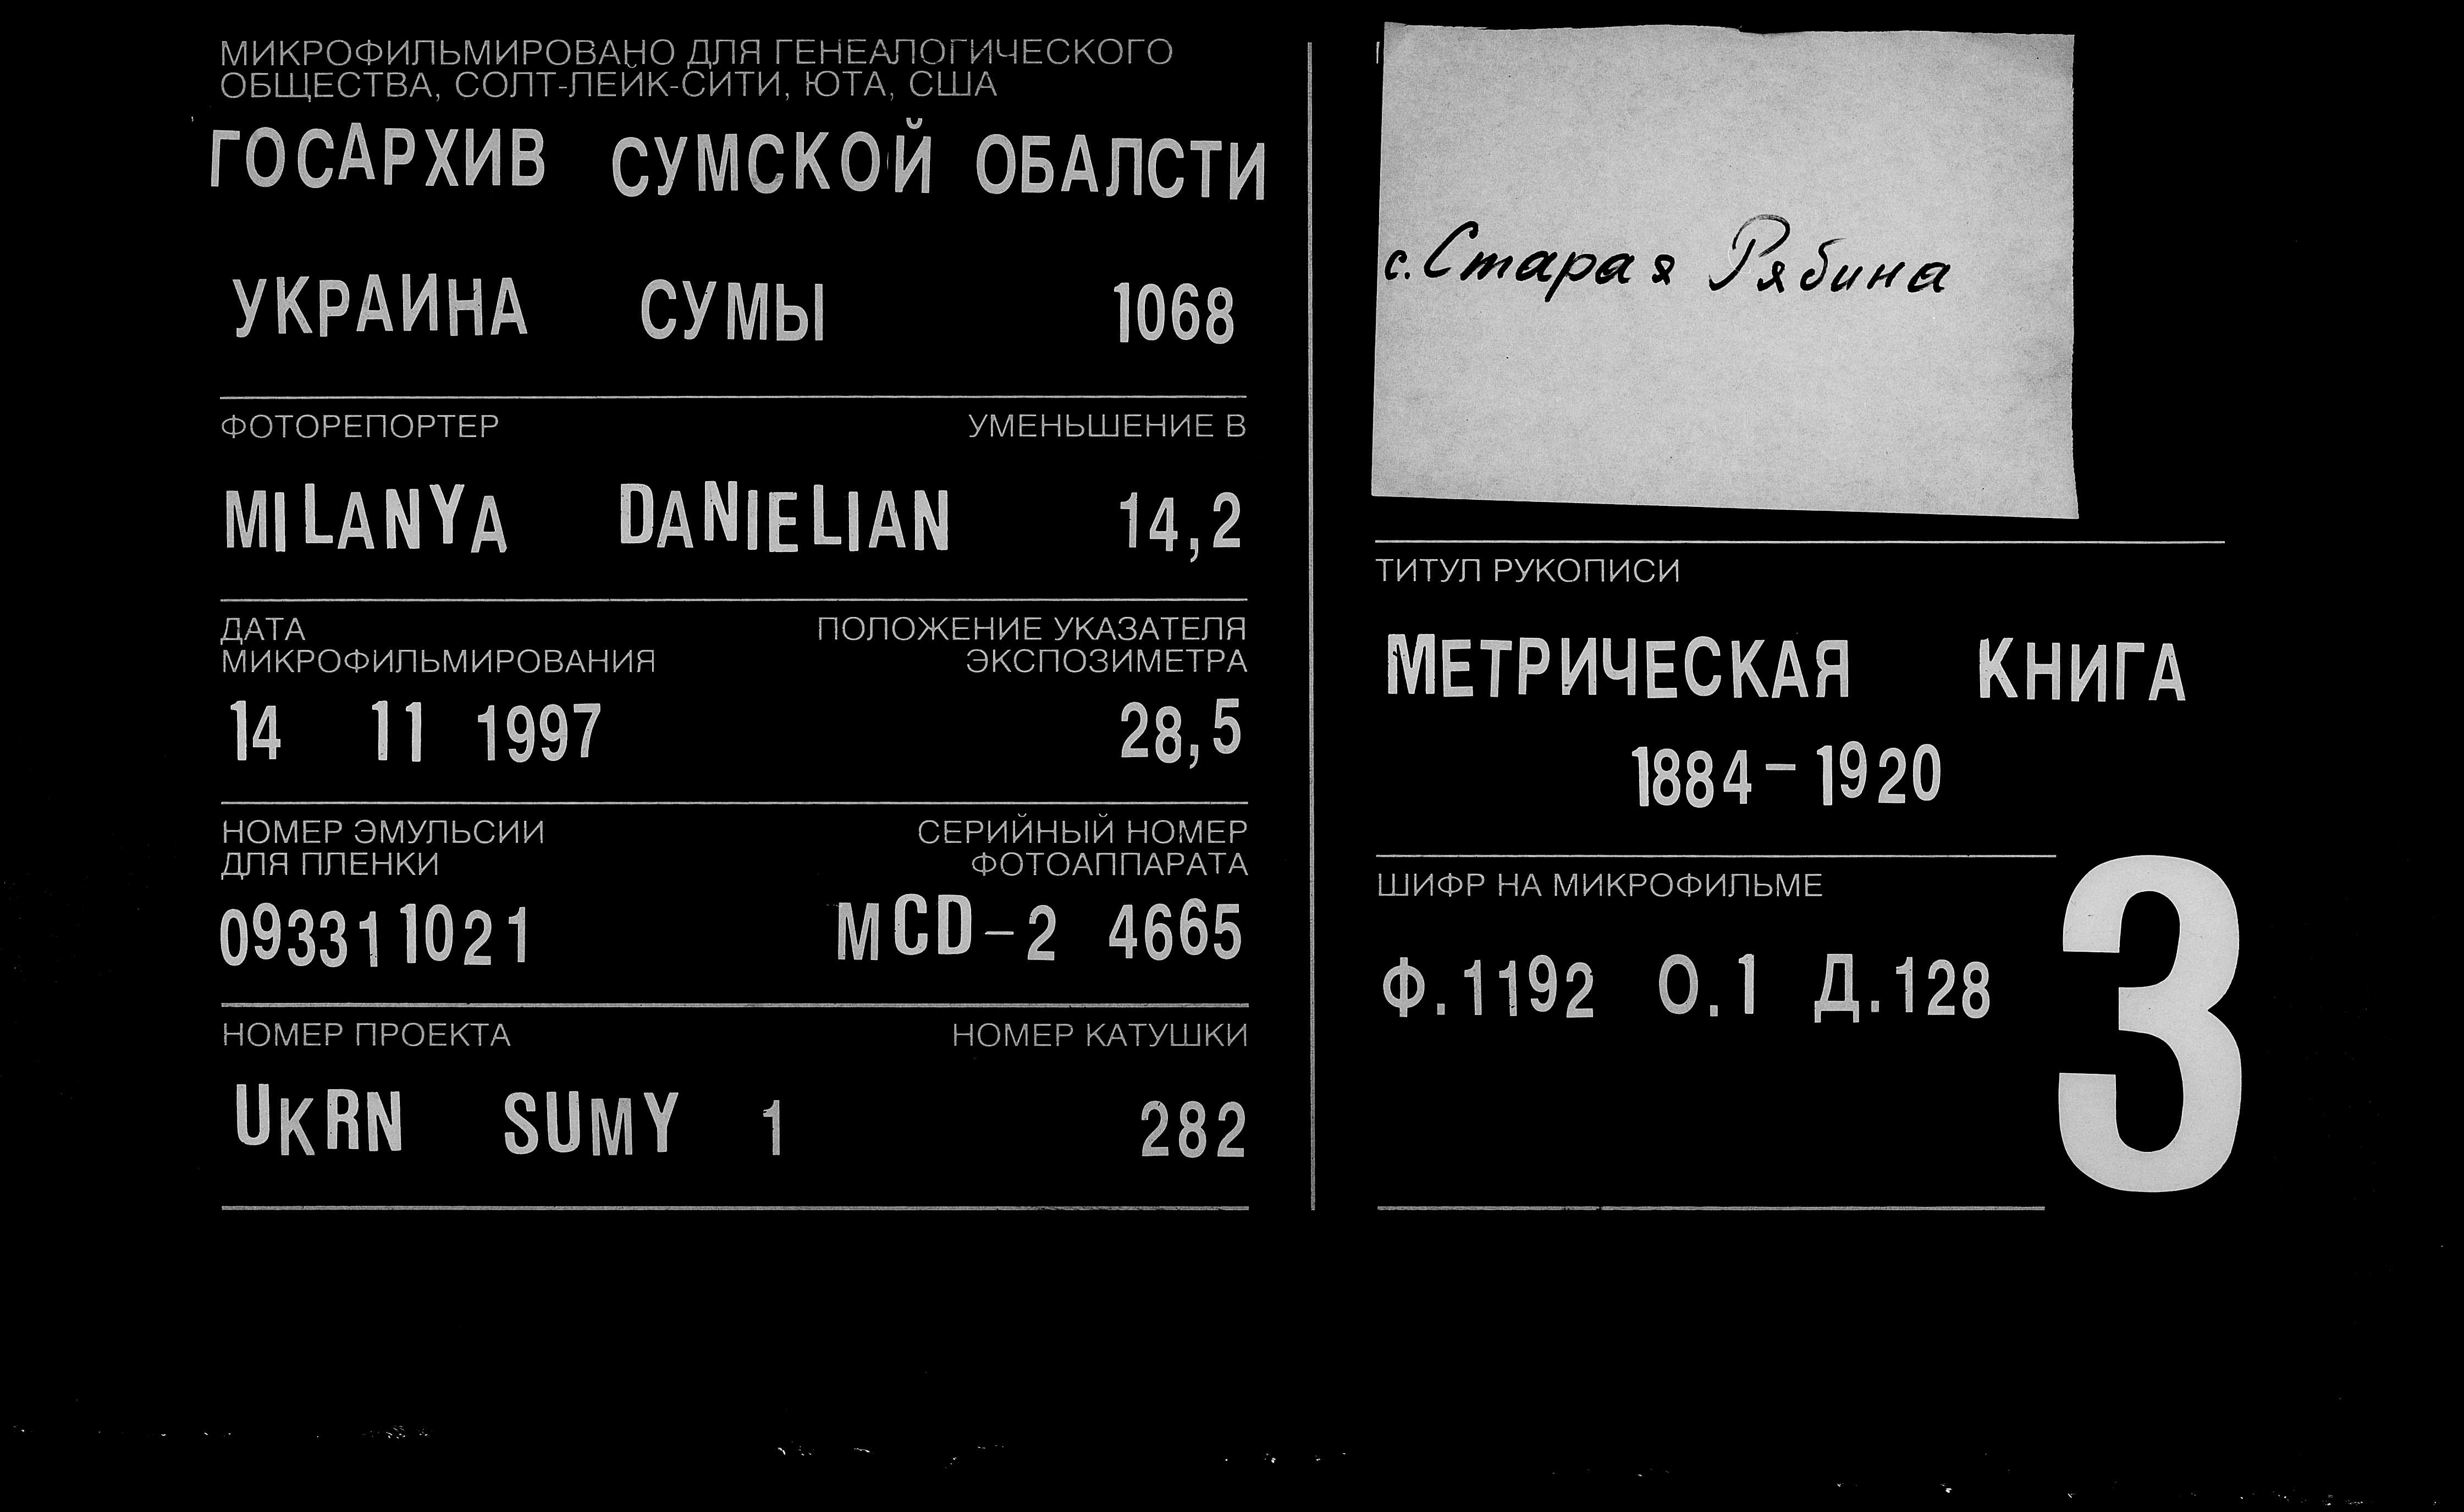 МИКРОФИЛЬМИРОВАНО ДЛЯ ГЕНЕАЛОГИЧЕСКОГО
ОБЩЕСТВА, СОЛТ-ЛЕЙК-СИТИ, ЮТА, США
ГОСАРХИВ СУМСКОЙ ОБАЛСТИ
УКРАИНА СУМЫ 1068
ФОТОРЕПОРТЕР УМЕНЬШЕНИЕ В
MILANYA DANIELIAN 14,2
ДАТА ПОЛОЖЕНИЕ УКАЗАТЕЛЯ
МИКРОФИЛЬМИРОВАНИЯ ЭКСПОЗИМЕТРА
14 11 1997 28,5
НОМЕР ЭМУЛЬСИИ СЕРИЙНЫЙ НОМЕР
ДЛЯ ПЛЕНКИ ФОТОАППАРАТА
093311021 MCD-2 4665
НОМЕР ПРОЕКТА НОМЕР КАТУШКИ
UKRN SUMY 1 282
с. Старая Рябина
ТИТУЛ РУКОПИСИ
МЕТРИЧЕСКАЯ КНИГА
1884-1920
ШИФР НА МИКРОФИЛЬМЕ
Ф.1192 О.1 Д.128
3